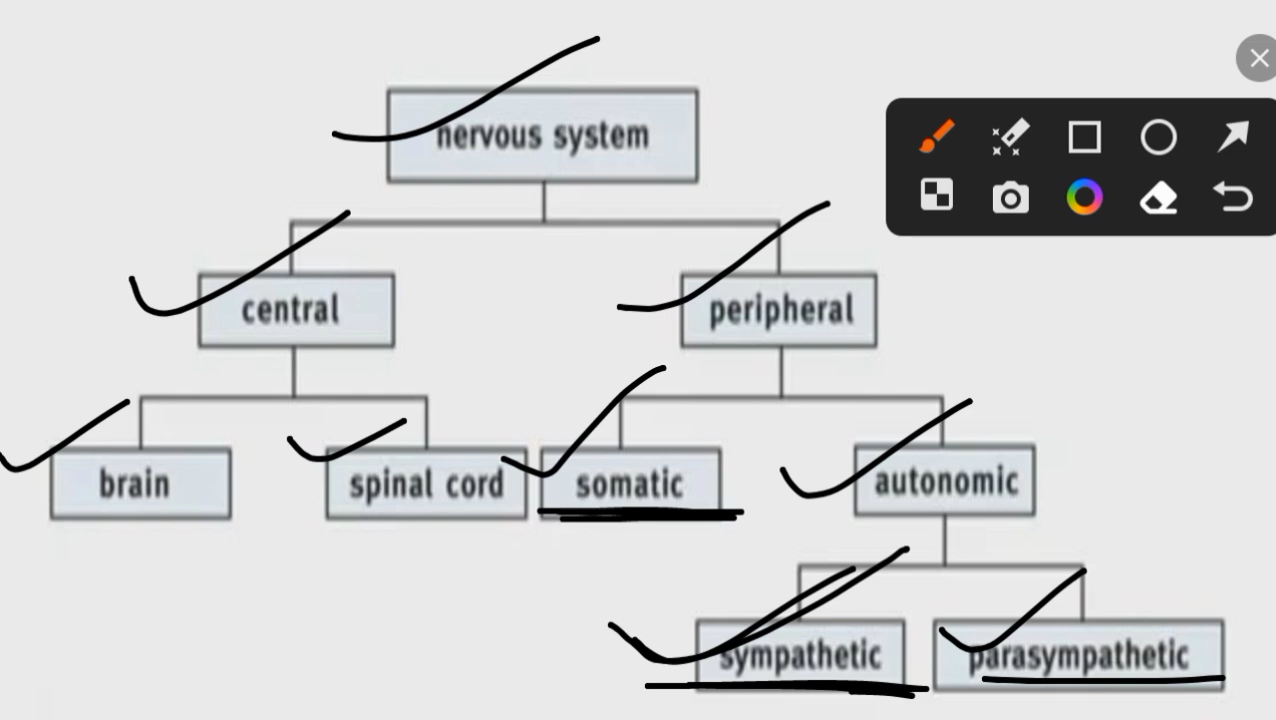 nervous system
central
peripheral
brain
spinal cord
somatic
autonomic
sympathetic
parasympathetic